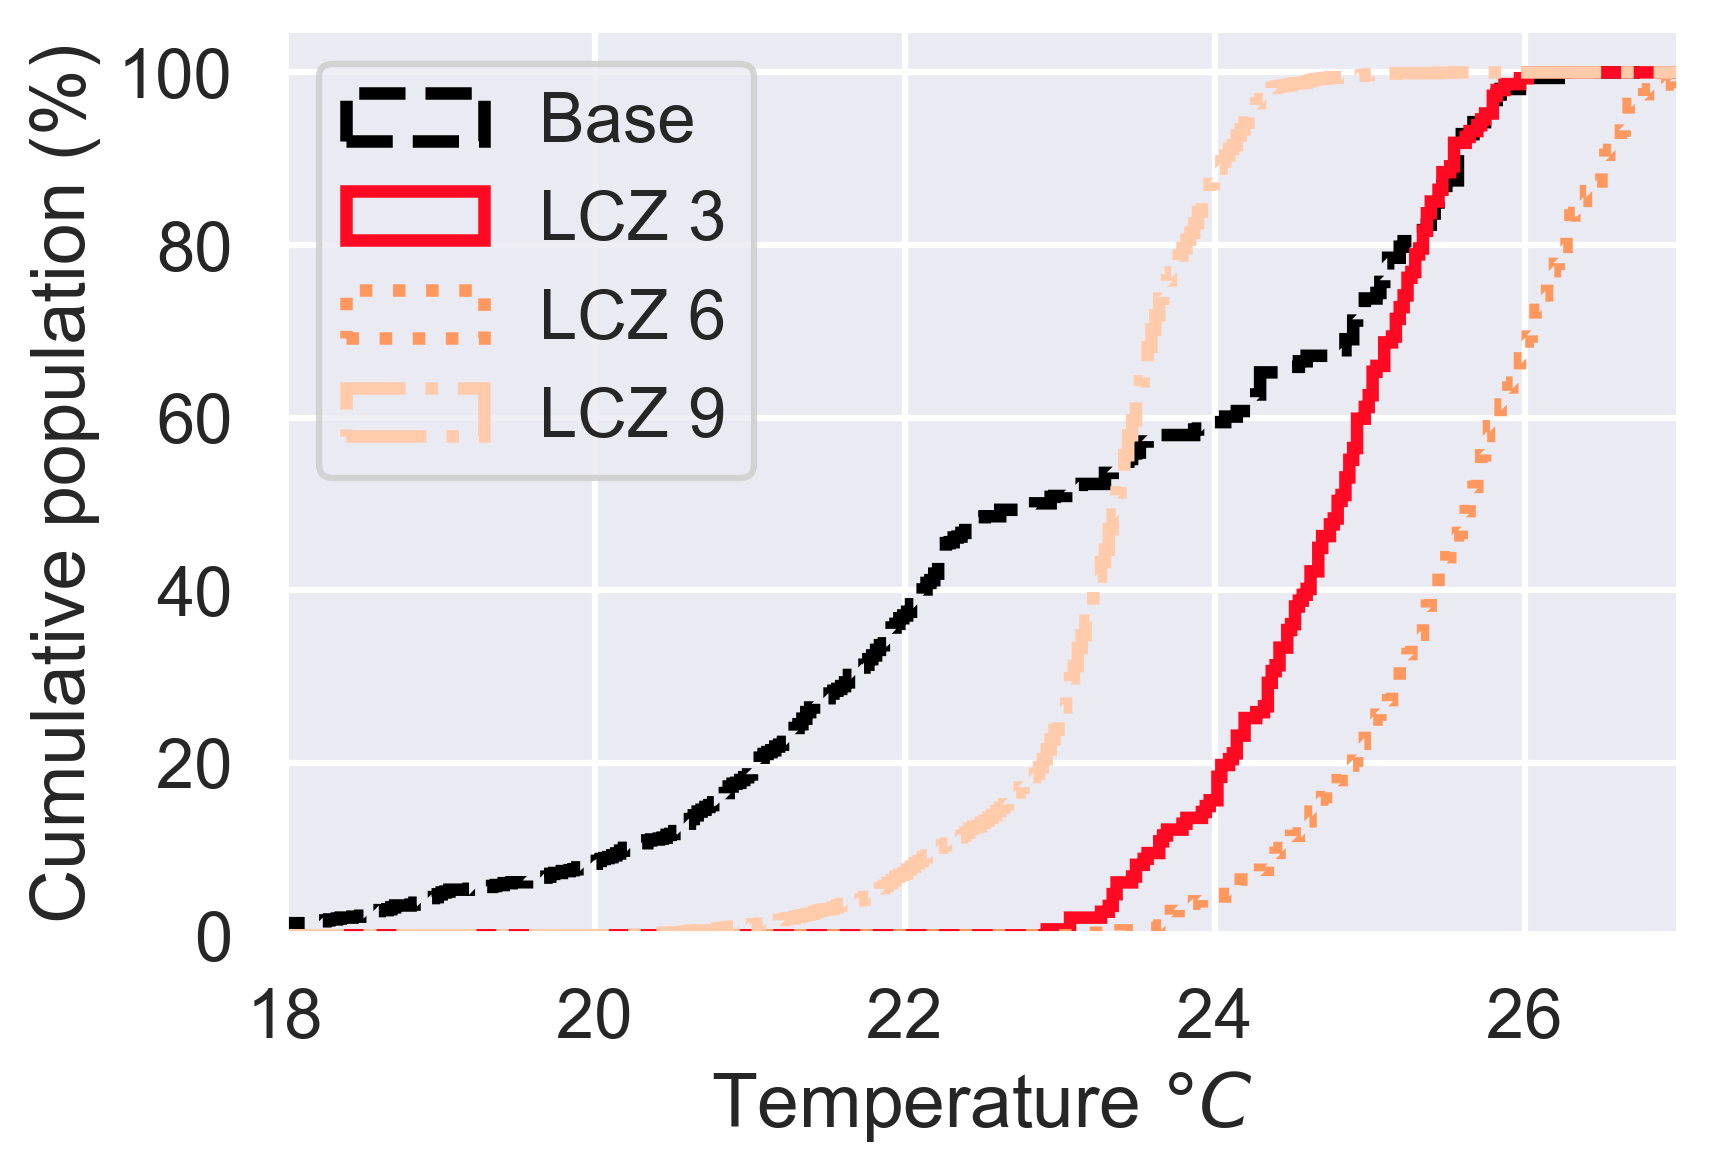 Cumulative population (%)
100
80
60
40
20
0
Base
LCZ 3
LCZ 6
LCZ 9
18 20 22 24 26
Temperature °C